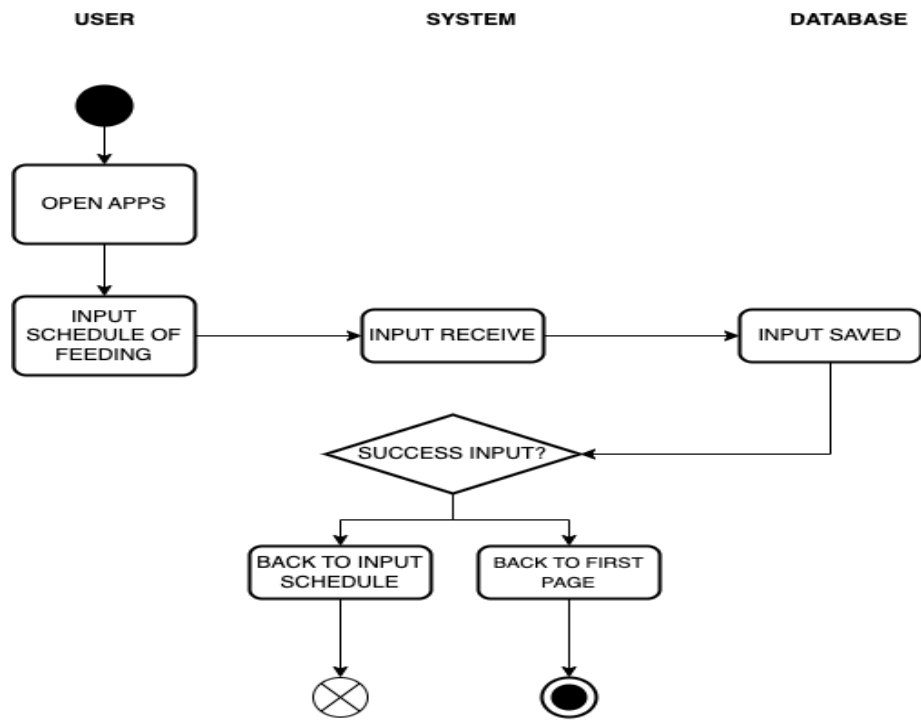 USER
SYSTEM
DATABASE
OPEN APPS
INPUT
SCHEDULE OF
FEEDING
INPUT RECEIVE
INPUT SAVED
SUCCESS INPUT?
BACK TO INPUT
SCHEDULE
BACK TO FIRST
PAGE